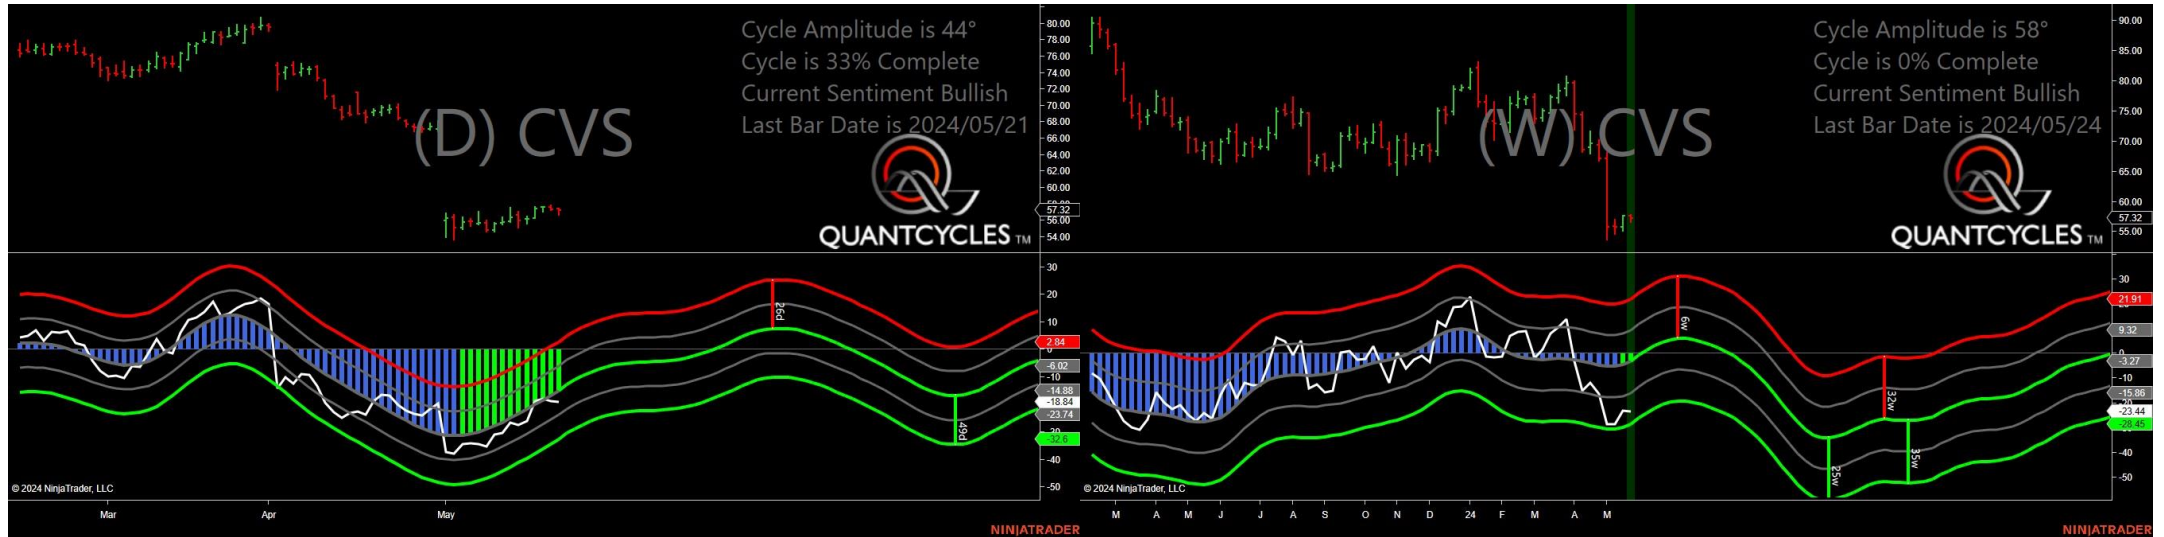 Cycle Amplitude is 44°
Cycle is 33% Complete
Current Sentiment Bullish
Last Bar Date is 2024/05/21
(D) CVS
QUANTCYCLES TM
80.00
78.00
76.00
74.00
72.00
70.00
68.00
66.00
64.00
62.00
60.00
57.32
56.00
54.00
30
20
10
2.84
0
-6.02
-10
-14.88
-18.84
-23.74
-32.6
-40
-50
26d
49d
© 2024 NinjaTrader, LLC
Mar
Apr
May
NINJATRADER
Cycle Amplitude is 58°
Cycle is 0% Complete
Current Sentiment Bullish
Last Bar Date is 2024/05/24
(W) CVS
QUANTCYCLES TM
90.00
85.00
80.00
75.00
70.00
65.00
60.00
57.32
55.00
30
21.91
9.32
-3.27
-10
-15.86
-23.44
-28.45
-40
-50
6w
32w
25w
35w
© 2024 NinjaTrader, LLC
M A M J J A S O N D 24 F M A M
NINJATRADER